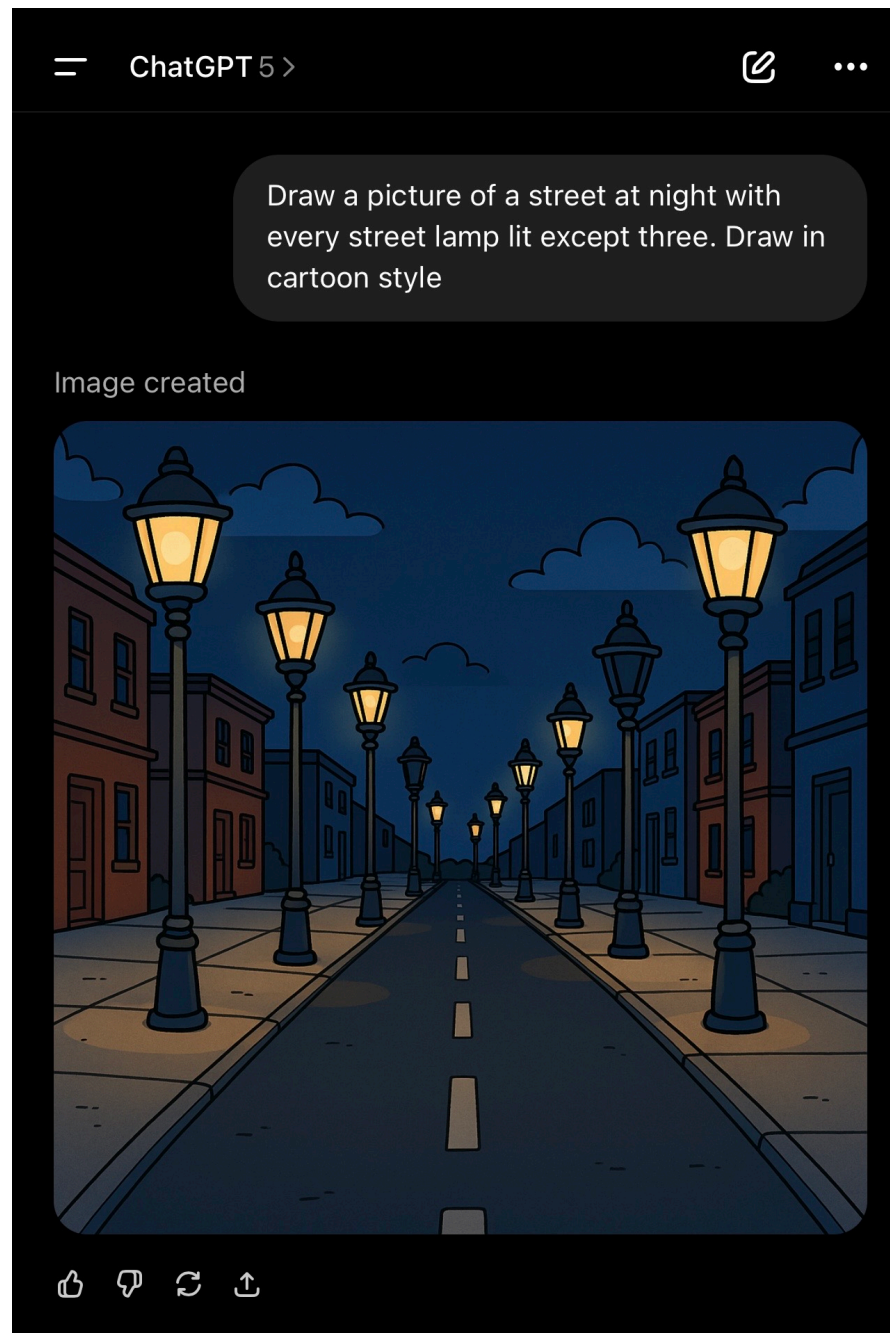 ChatGPT 5 >
Draw a picture of a street at night with
every street lamp lit except three. Draw in
cartoon style
Image created